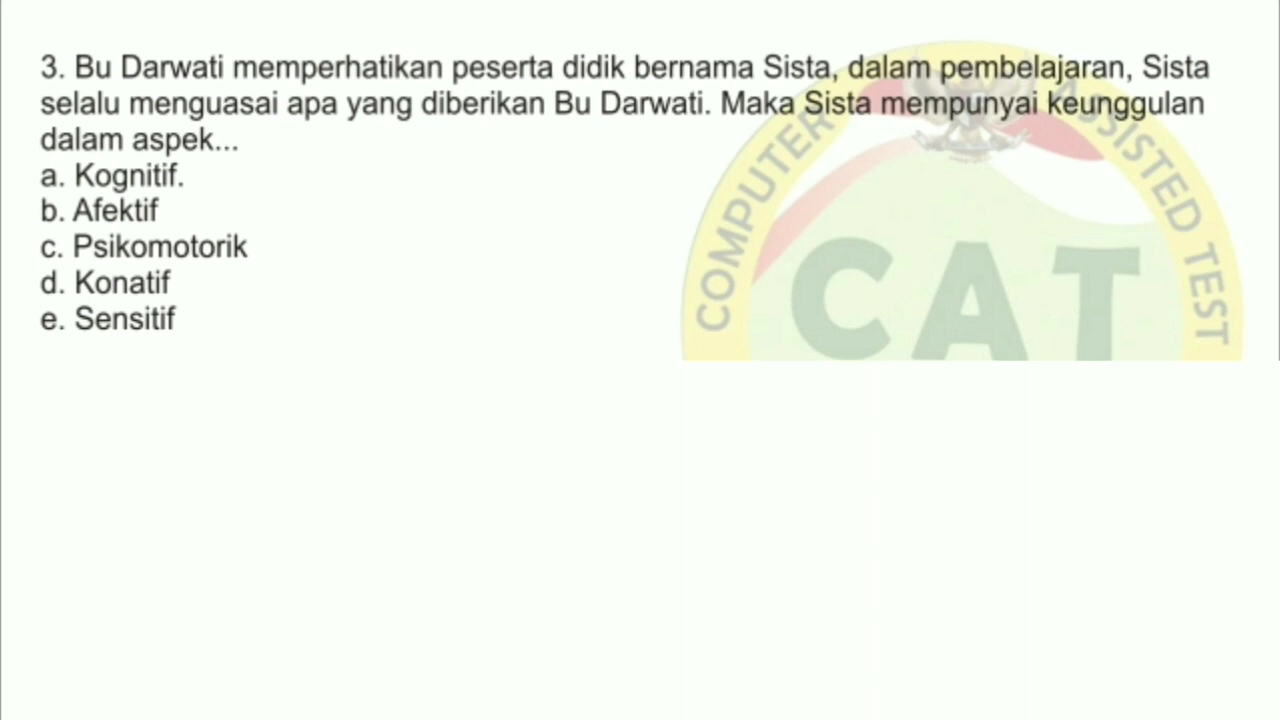 3. Bu Darwati memperhatikan peserta didik bernama Sista, dalam pembelajaran, Sista
selalu menguasai apa yang diberikan Bu Darwati. Maka Sista mempunyai keunggulan
dalam aspek...
a. Kognitif.
b. Afektif
c. Psikomotorik
d. Konatif
e. Sensitif
COMPUTER ASSISTED TEST
CAT